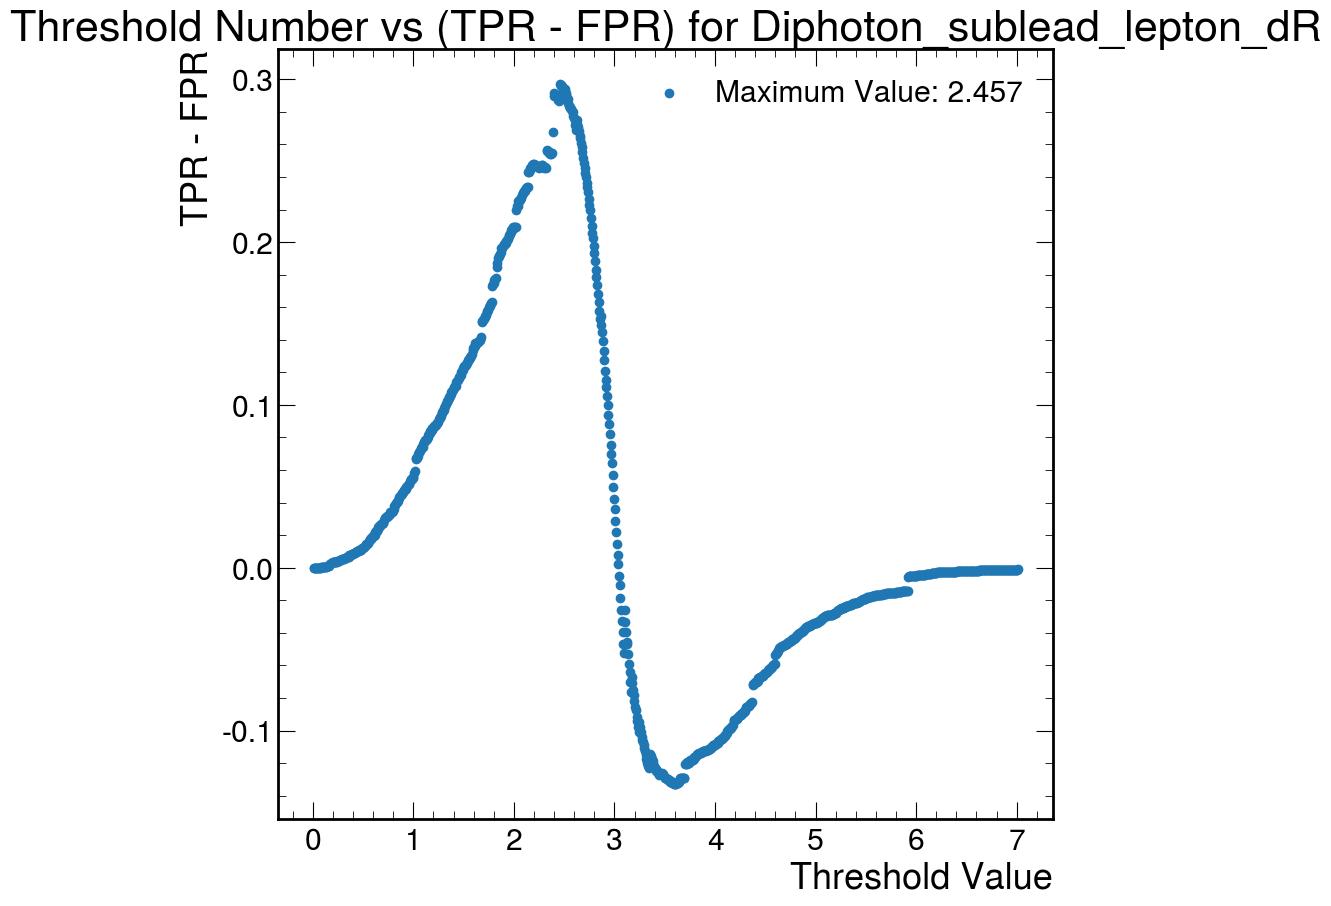 Threshold Number vs (TPR - FPR) for Diphoton_sublead_lepton_dR
TPR - FPR
Maximum Value: 2.457
0.3
0.2
0.1
0.0
-0.1
0 1 2 3 4 5 6 7
Threshold Value